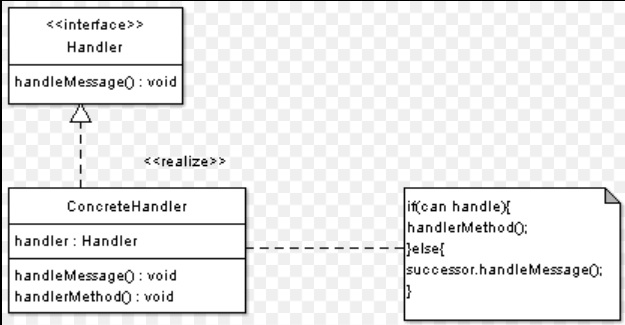 <<interface>>
Handler
handleMessage() : void
<<realize>>
ConcreteHandler
handler : Handler
handleMessage() : void
handlerMethod() : void
if(can handle){
handlerMethod();
}else{
successor.handleMessage();
}